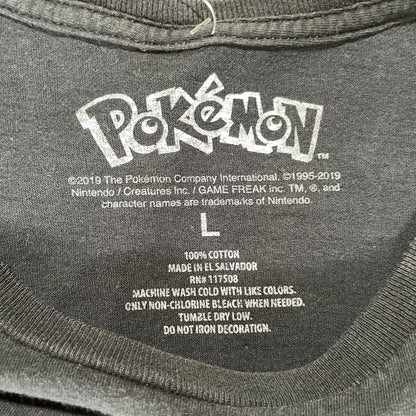 POKéMON™
©2019 The Pokémon Company International. ©1995-2019
Nintendo / Creatures Inc. / GAME FREAK inc. TM, ®, and
character names are trademarks of Nintendo.
L
100% COTTON
MADE IN EL SALVADOR
RN# 117508
MACHINE WASH COLD WITH LIKE COLORS.
ONLY NON-CHLORINE BLEACH WHEN NEEDED.
TUMBLE DRY LOW.
DO NOT IRON DECORATION.